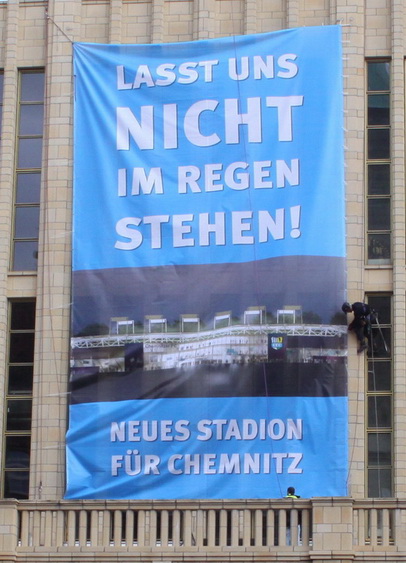 LASST UNS
NICHT
IM REGEN
STEHEN!
NEUES STADION
FÜR CHEMNITZ